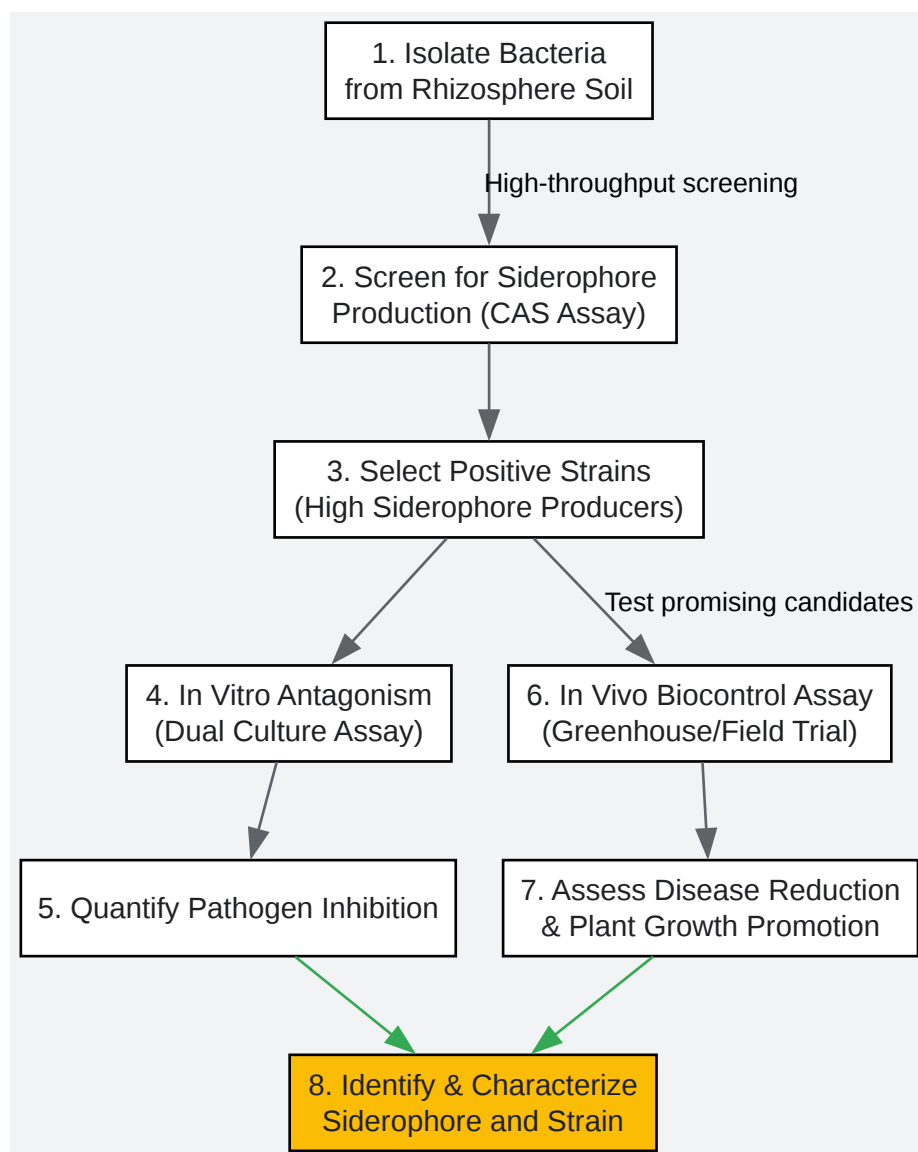 1. Isolate Bacteria
from Rhizosphere Soil
High-throughput screening
2. Screen for Siderophore
Production (CAS Assay)
3. Select Positive Strains
(High Siderophore Producers)
Test promising candidates
4. In Vitro Antagonism
(Dual Culture Assay)
6. In Vivo Biocontrol Assay
(Greenhouse/Field Trial)
5. Quantify Pathogen Inhibition
7. Assess Disease Reduction
& Plant Growth Promotion
8. Identify & Characterize
Siderophore and Strain